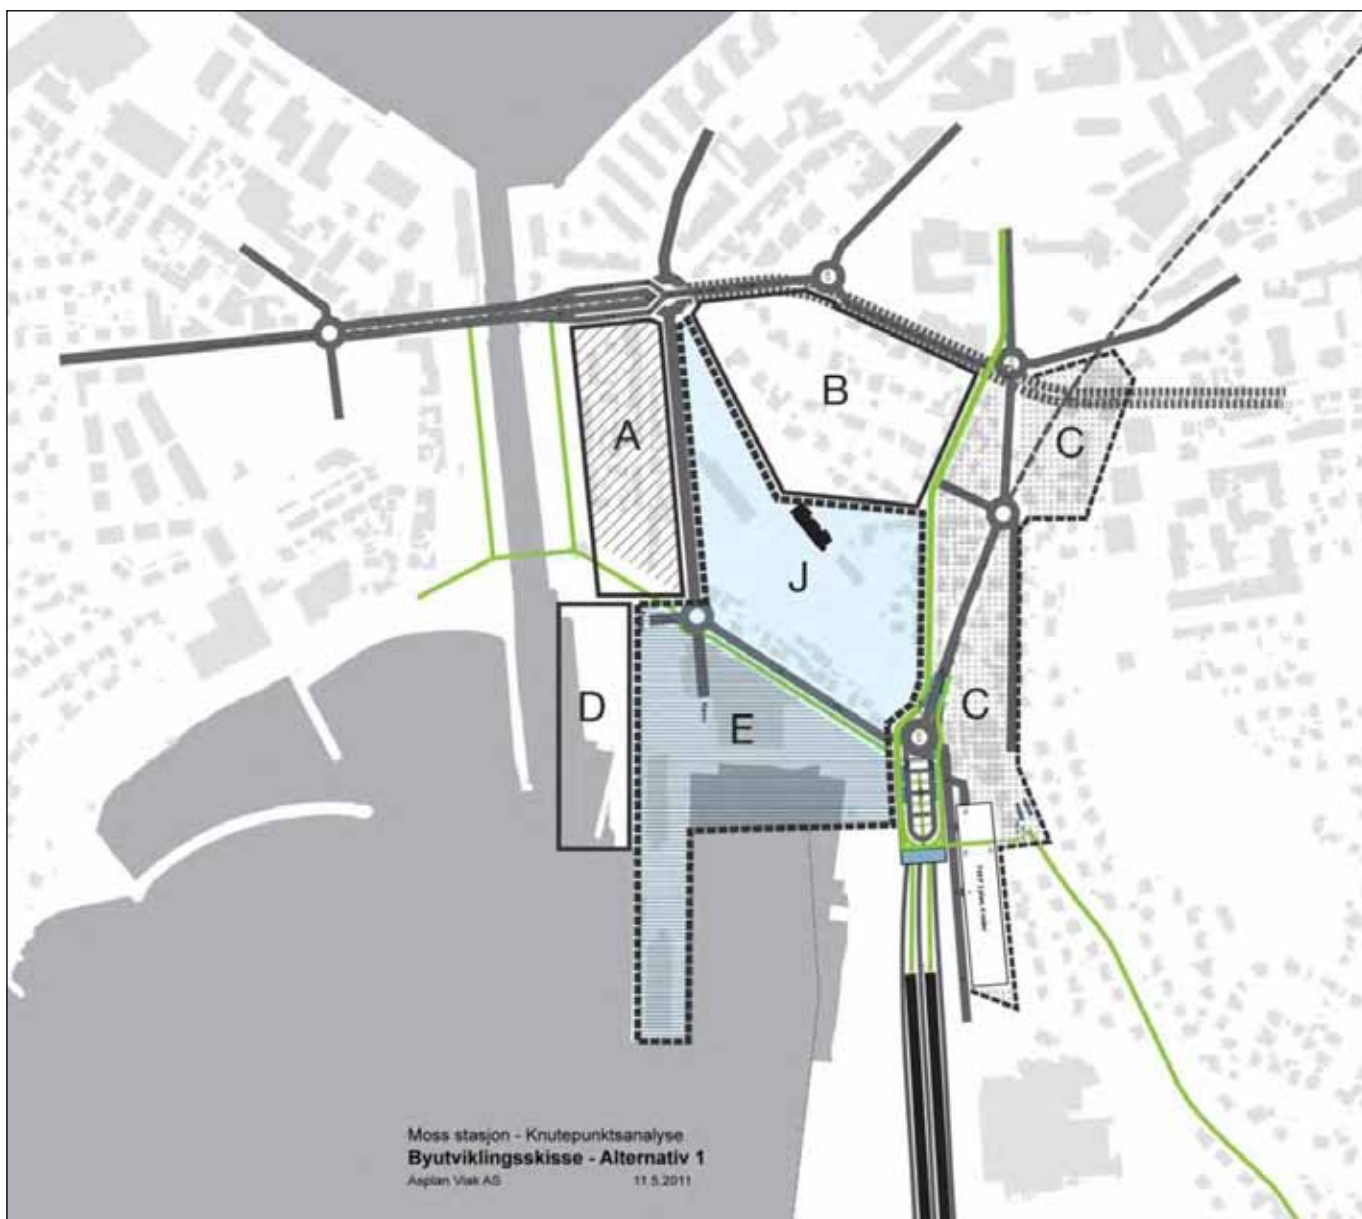 B
A
C
J
D
C
E
Moss stasjon - Knutepunktsanalyse
Byutviklingsskisse - Alternativ 1
Asplan Viak AS 11.5.2011